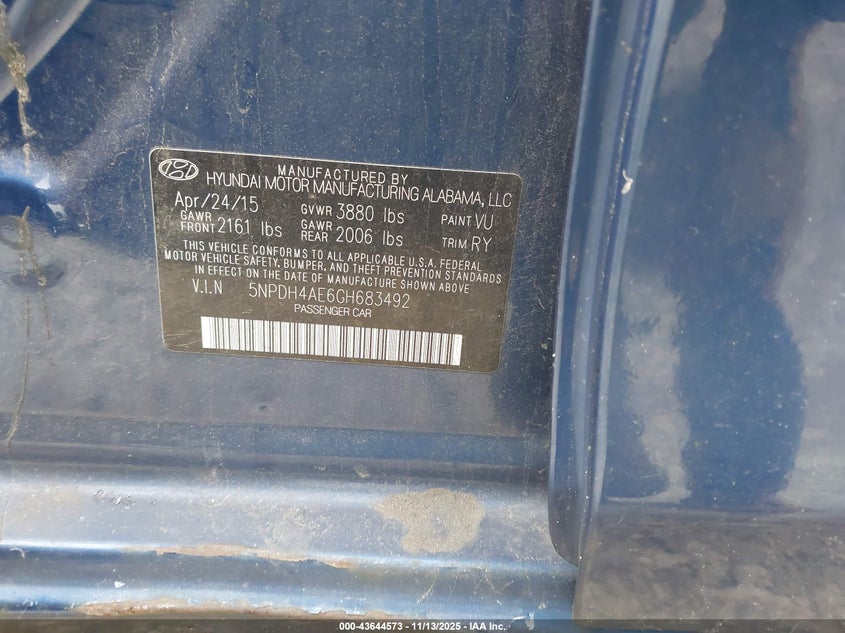 MANUFACTURED BY
HYUNDAI MOTOR MANUFACTURING ALABAMA, LLC
Apr/24/15 GVWR 3880 lbs PAINT VU
GAWR FRONT 2161 lbs GAWR REAR 2006 lbs TRIM RY
THIS VEHICLE CONFORMS TO ALL APPLICABLE U.S.A. FEDERAL
MOTOR VEHICLE SAFETY, BUMPER, AND THEFT PREVENTION STANDARDS
IN EFFECT ON THE DATE OF MANUFACTURE SHOWN ABOVE
V.I.N 5NPDH4AE6GH683492
PASSENGER CAR
000-43644573 - 11/13/2025 - IAA Inc.